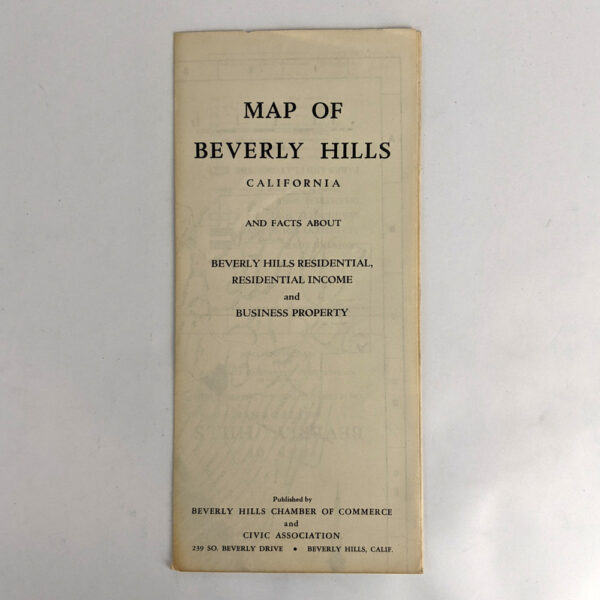 MAP OF
BEVERLY HILLS
CALIFORNIA
AND FACTS ABOUT
BEVERLY HILLS RESIDENTIAL,
RESIDENTIAL INCOME
and
BUSINESS PROPERTY
Published by
BEVERLY HILLS CHAMBER OF COMMERCE
and
CIVIC ASSOCIATION
239 SO. BEVERLY DRIVE • BEVERLY HILLS, CALIF.